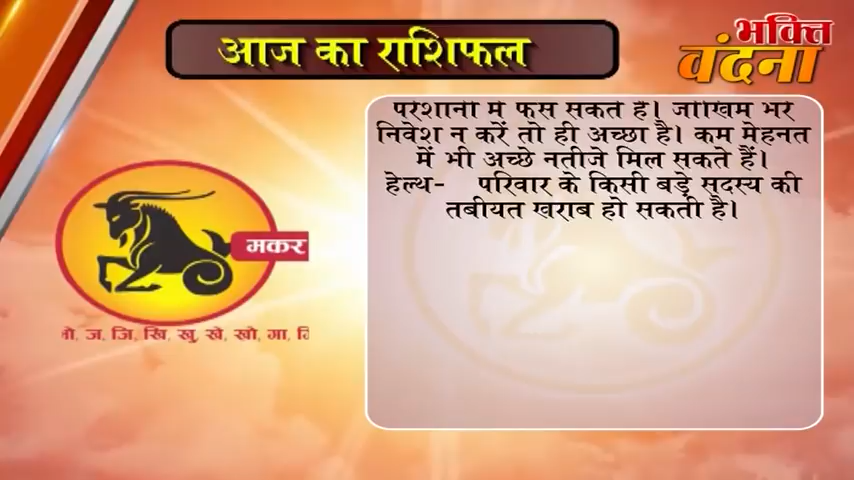 आज का राशिफल
भक्ति
वंदना
परेशानी में फंस सकते हैं। जोखिम भरे
निवेश न करें तो ही अच्छा है। कम मेहनत
में भी अच्छे नतीजे मिल सकते हैं।
हेल्थ- परिवार के किसी बड़े सदस्य की
तबीयत खराब हो सकती है।
मकर
ज, जि, खि, खु, खे, खो, गा,